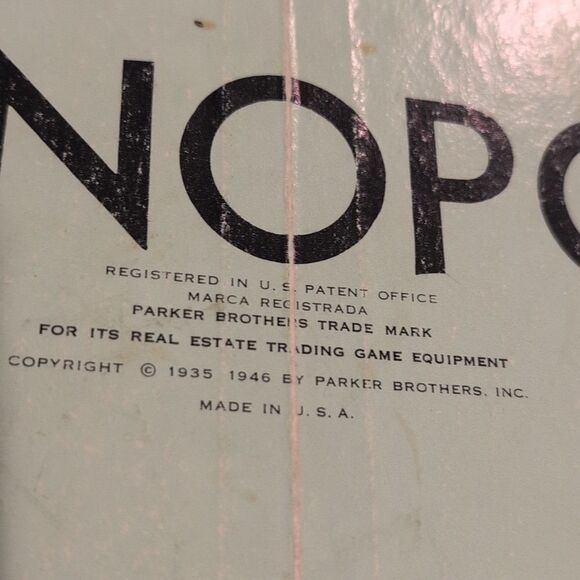 NOPO
REGISTERED IN U. S. PATENT OFFICE
MARCA REGISTRADA
PARKER BROTHERS TRADE MARK
FOR ITS REAL ESTATE TRADING GAME EQUIPMENT
COPYRIGHT © 1935 1946 BY PARKER BROTHERS, INC.
MADE IN U. S. A.